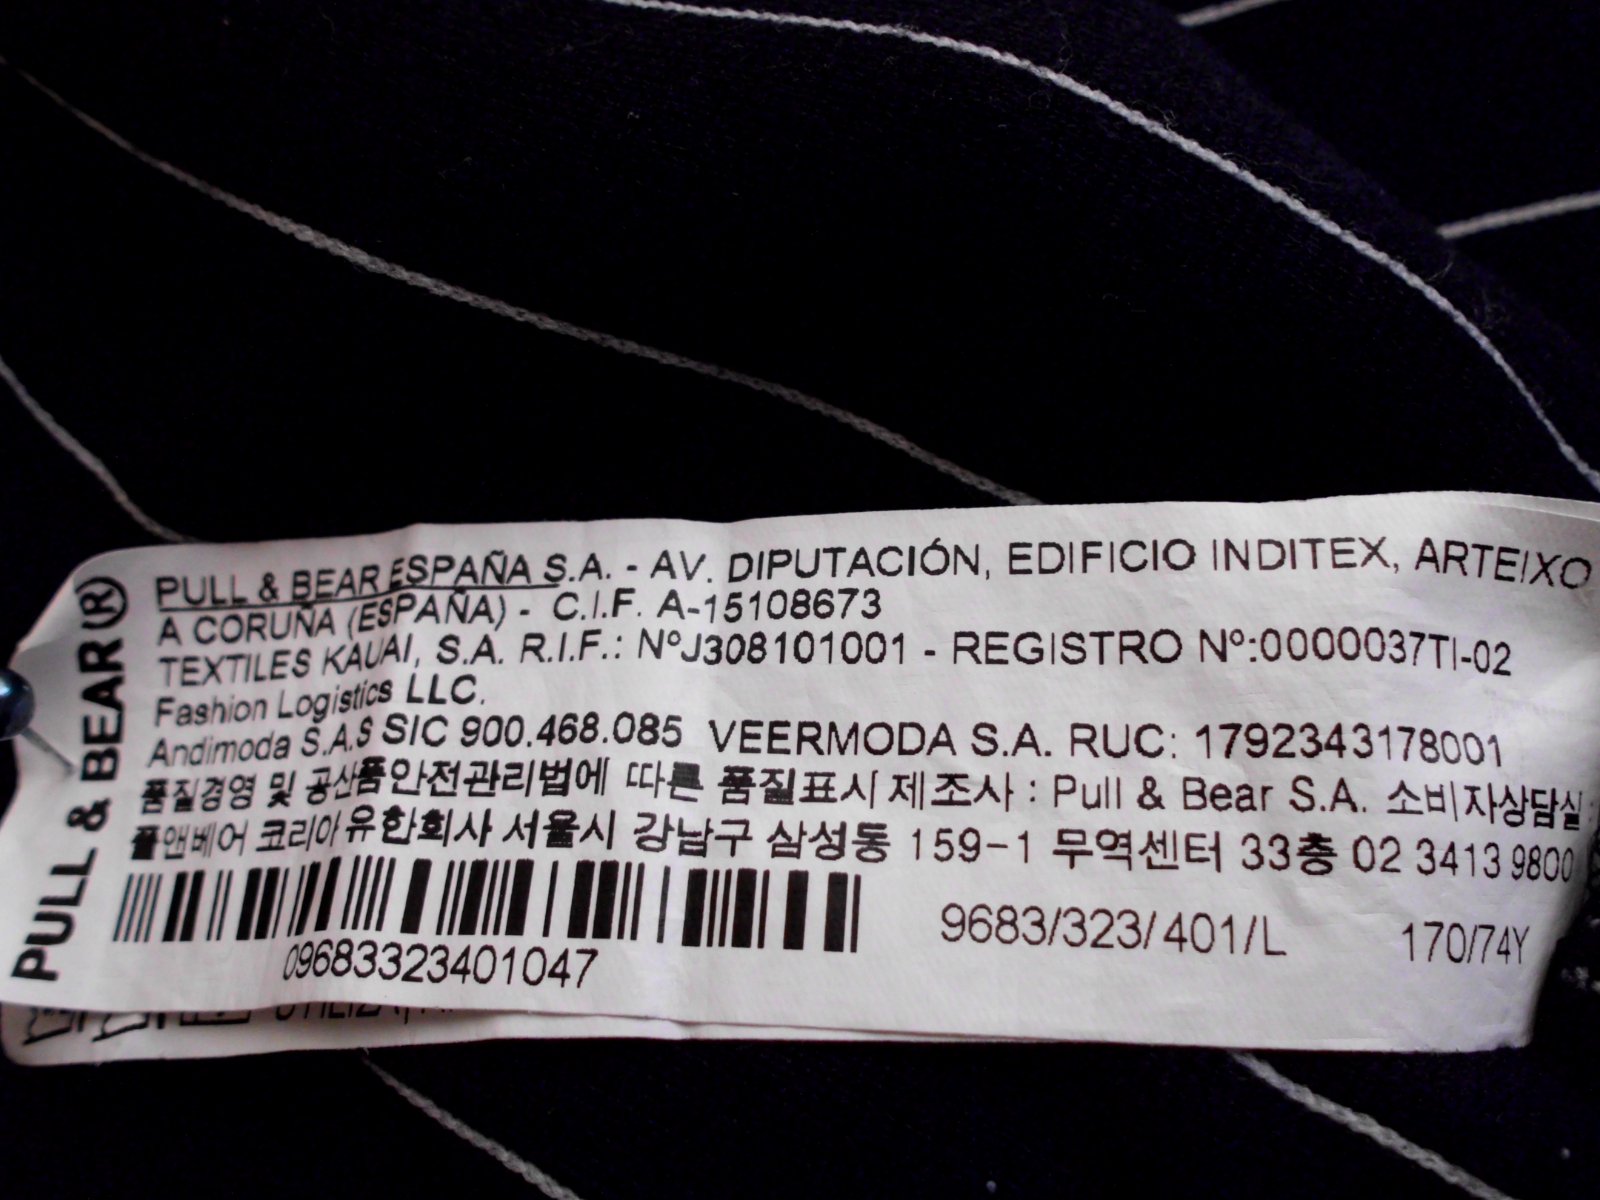 PULL & BEAR®
PULL & BEAR ESPAÑA S.A. - AV. DIPUTACIÓN, EDIFICIO INDITEX, ARTEIXO
A CORUÑA (ESPAÑA) - C.I.F. A-15108673
TEXTILES KAUAI, S.A. R.I.F.: NºJ308101001 - REGISTRO Nº:0000037TI-02
Fashion Logistics LLC.
Andimoda S.A.S SIC 900.468.085 VEERMODA S.A. RUC: 1792343178001
품질경영 및 공산품안전관리법에 따른 품질표시 제조사 : Pull & Bear S.A. 소비자상담실
풀앤베어 코리아유한회사 서울시 강남구 삼성동 159-1 무역센터 33층 02 3413 9800
09683323401047
9683/323/401/L 170/74Y